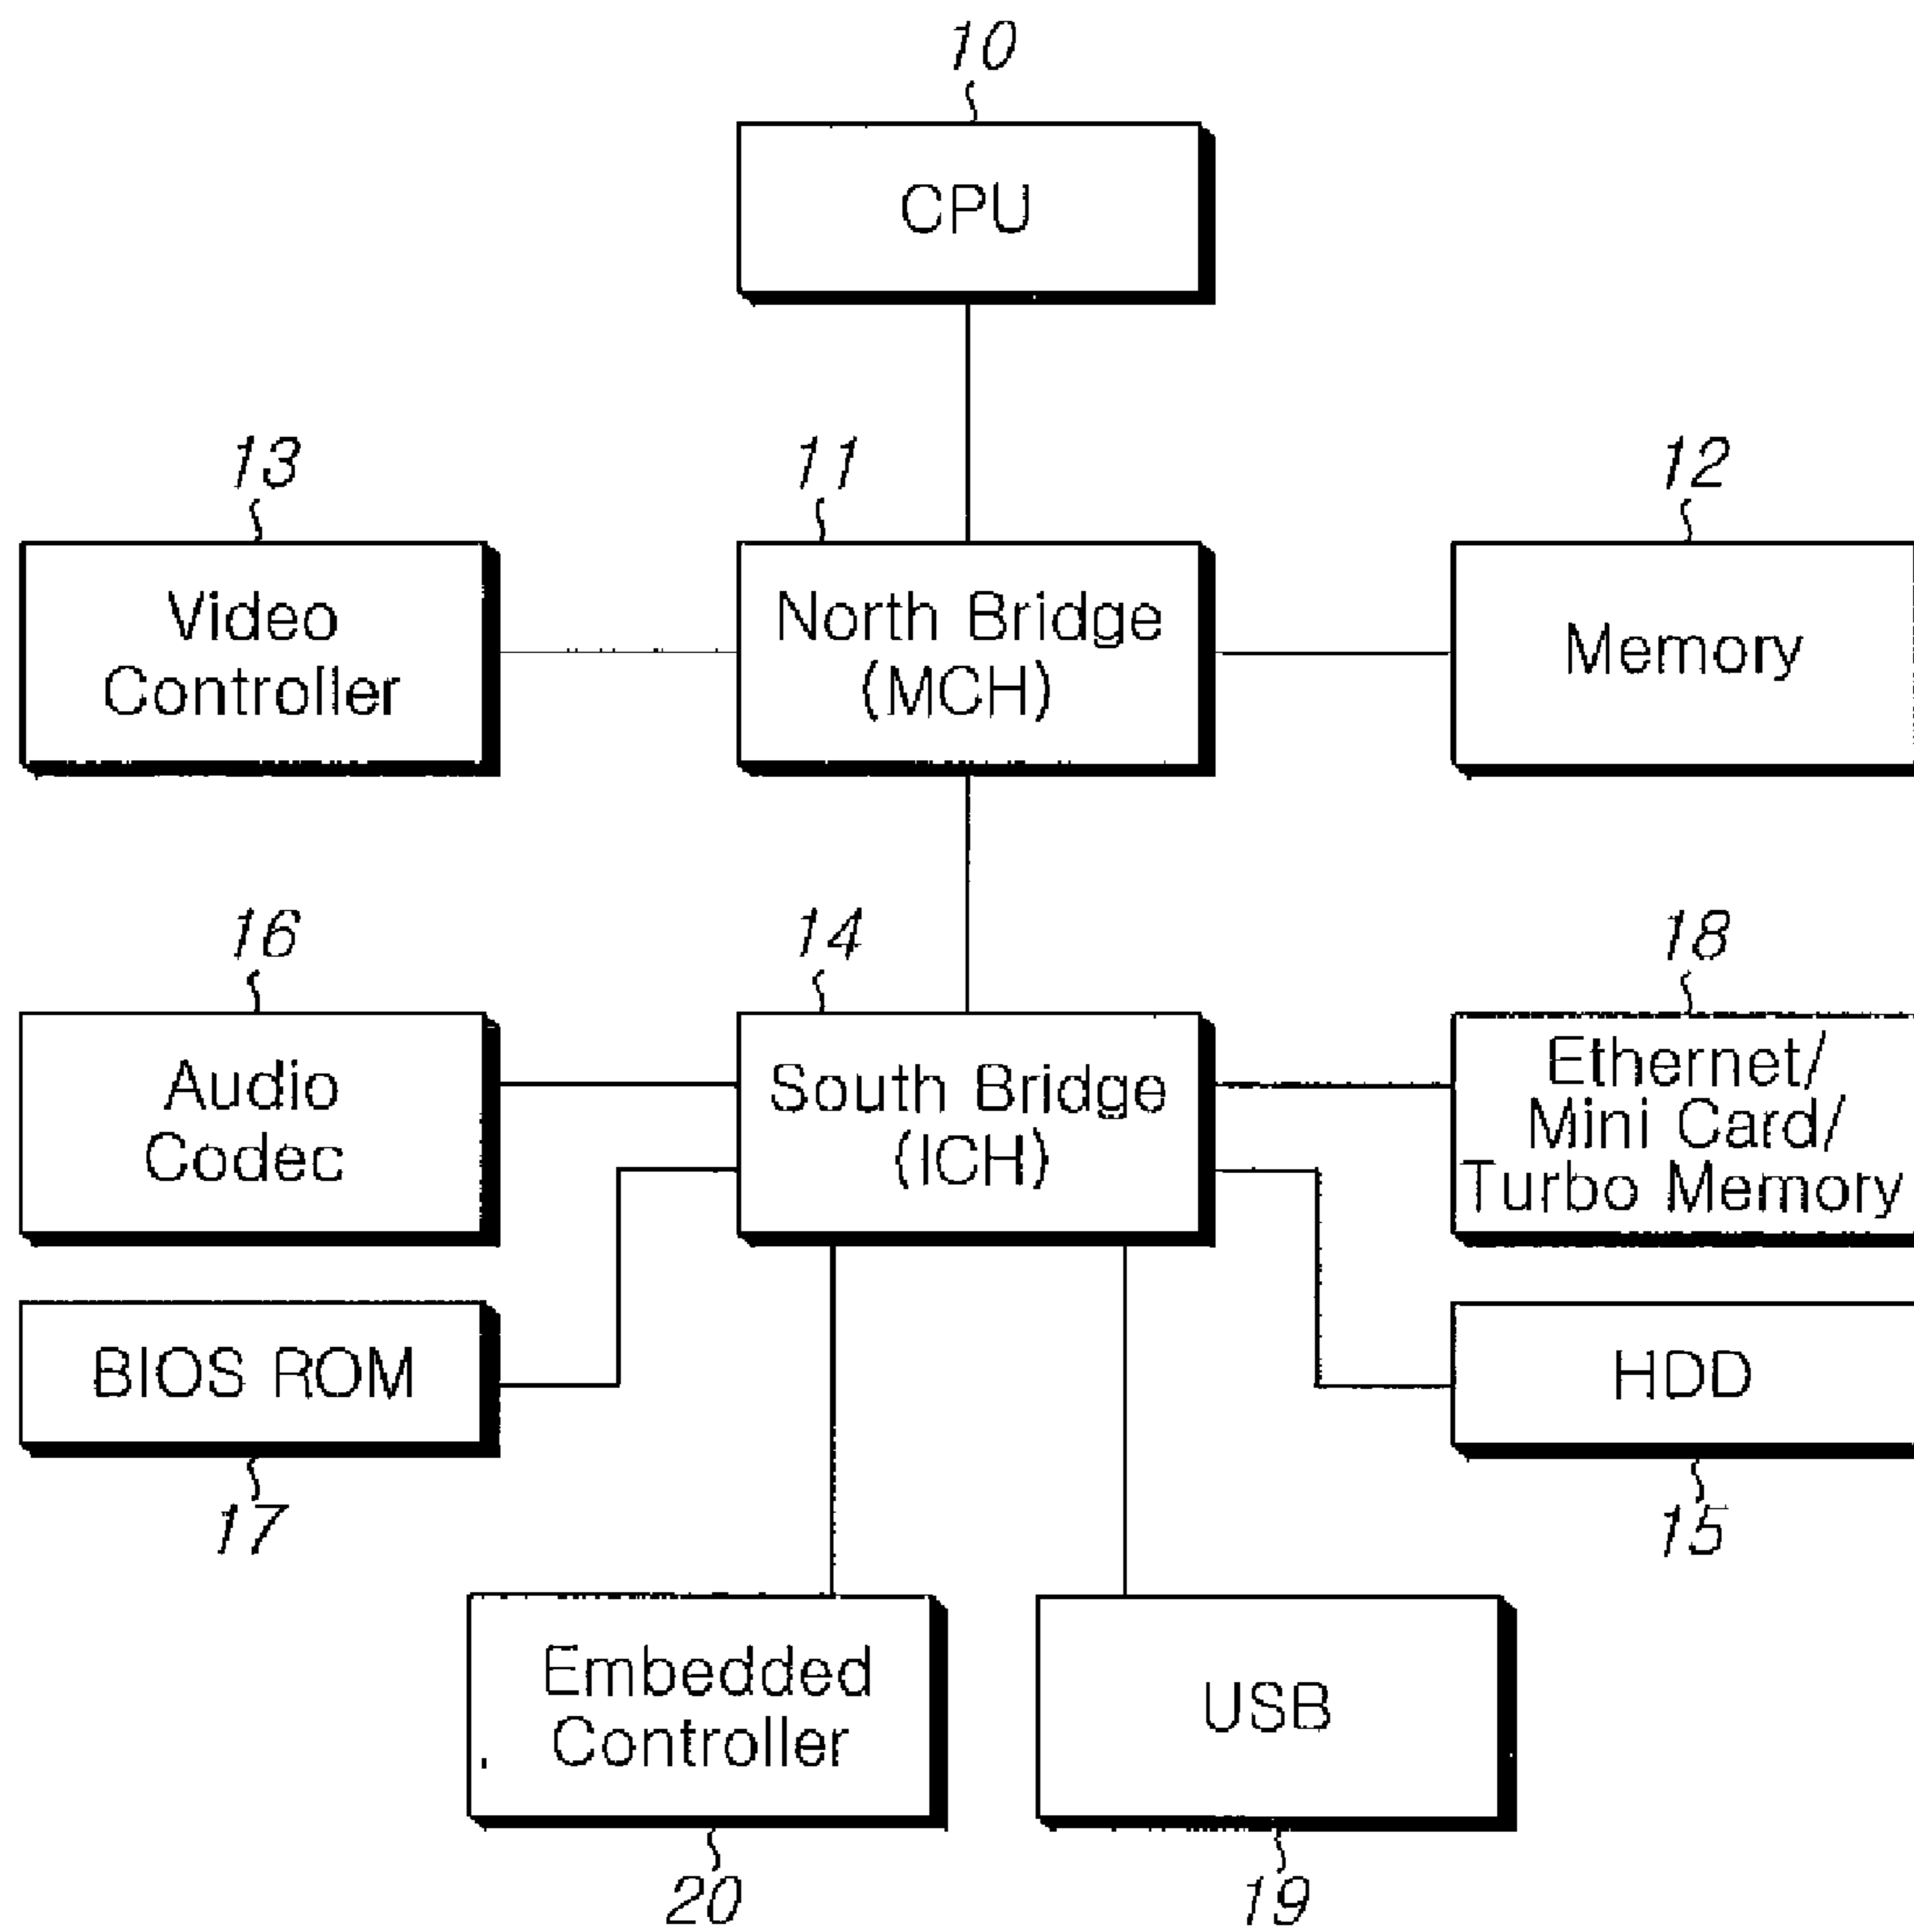 10
CPU
13
11
12
Video
Controller
North Bridge
(MCH)
Memory
16
14
18
Audio
Codec
South Bridge
(ICH)
Ethernet/
Mini Card/
Turbo Memory
BIOS ROM
HDD
17
15
Embedded
Controller
USB
20
19